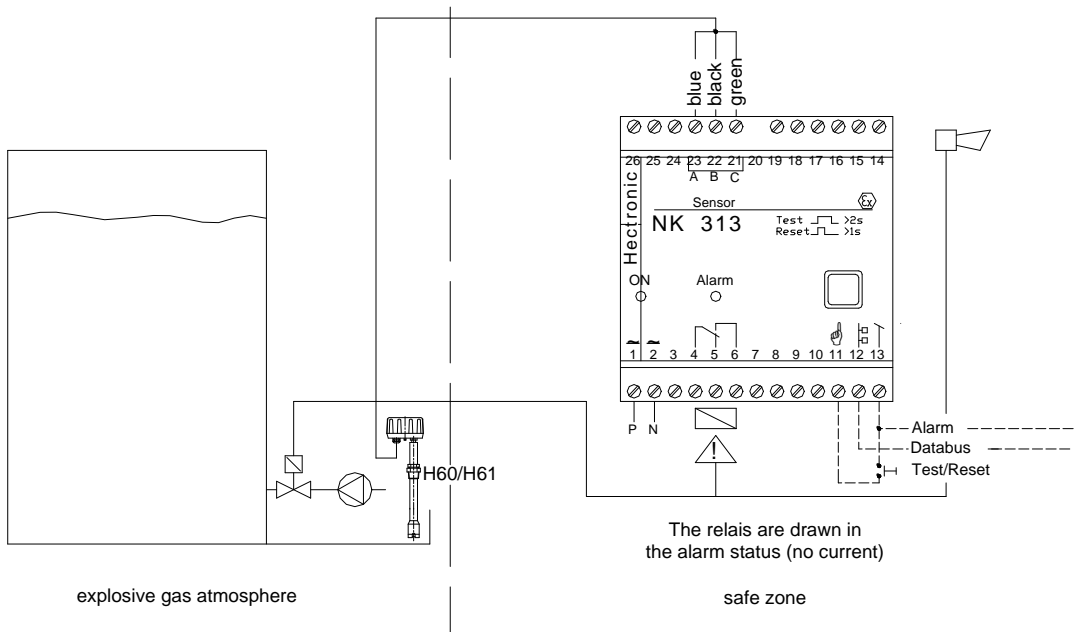 blue
black
green
26 25 24 23 22 21 20 19 18 17 16 15 14
A B C
Sensor
Ex
Hectronic
NK 313
Test >2s
Reset >1s
ON
Alarm
1 2 3 4 5 6 7 8 9 10 11 12 13
P N
!
Alarm
Databus
Test/Reset
H60/H61
The relais are drawn in
the alarm status (no current)
explosive gas atmosphere
safe zone